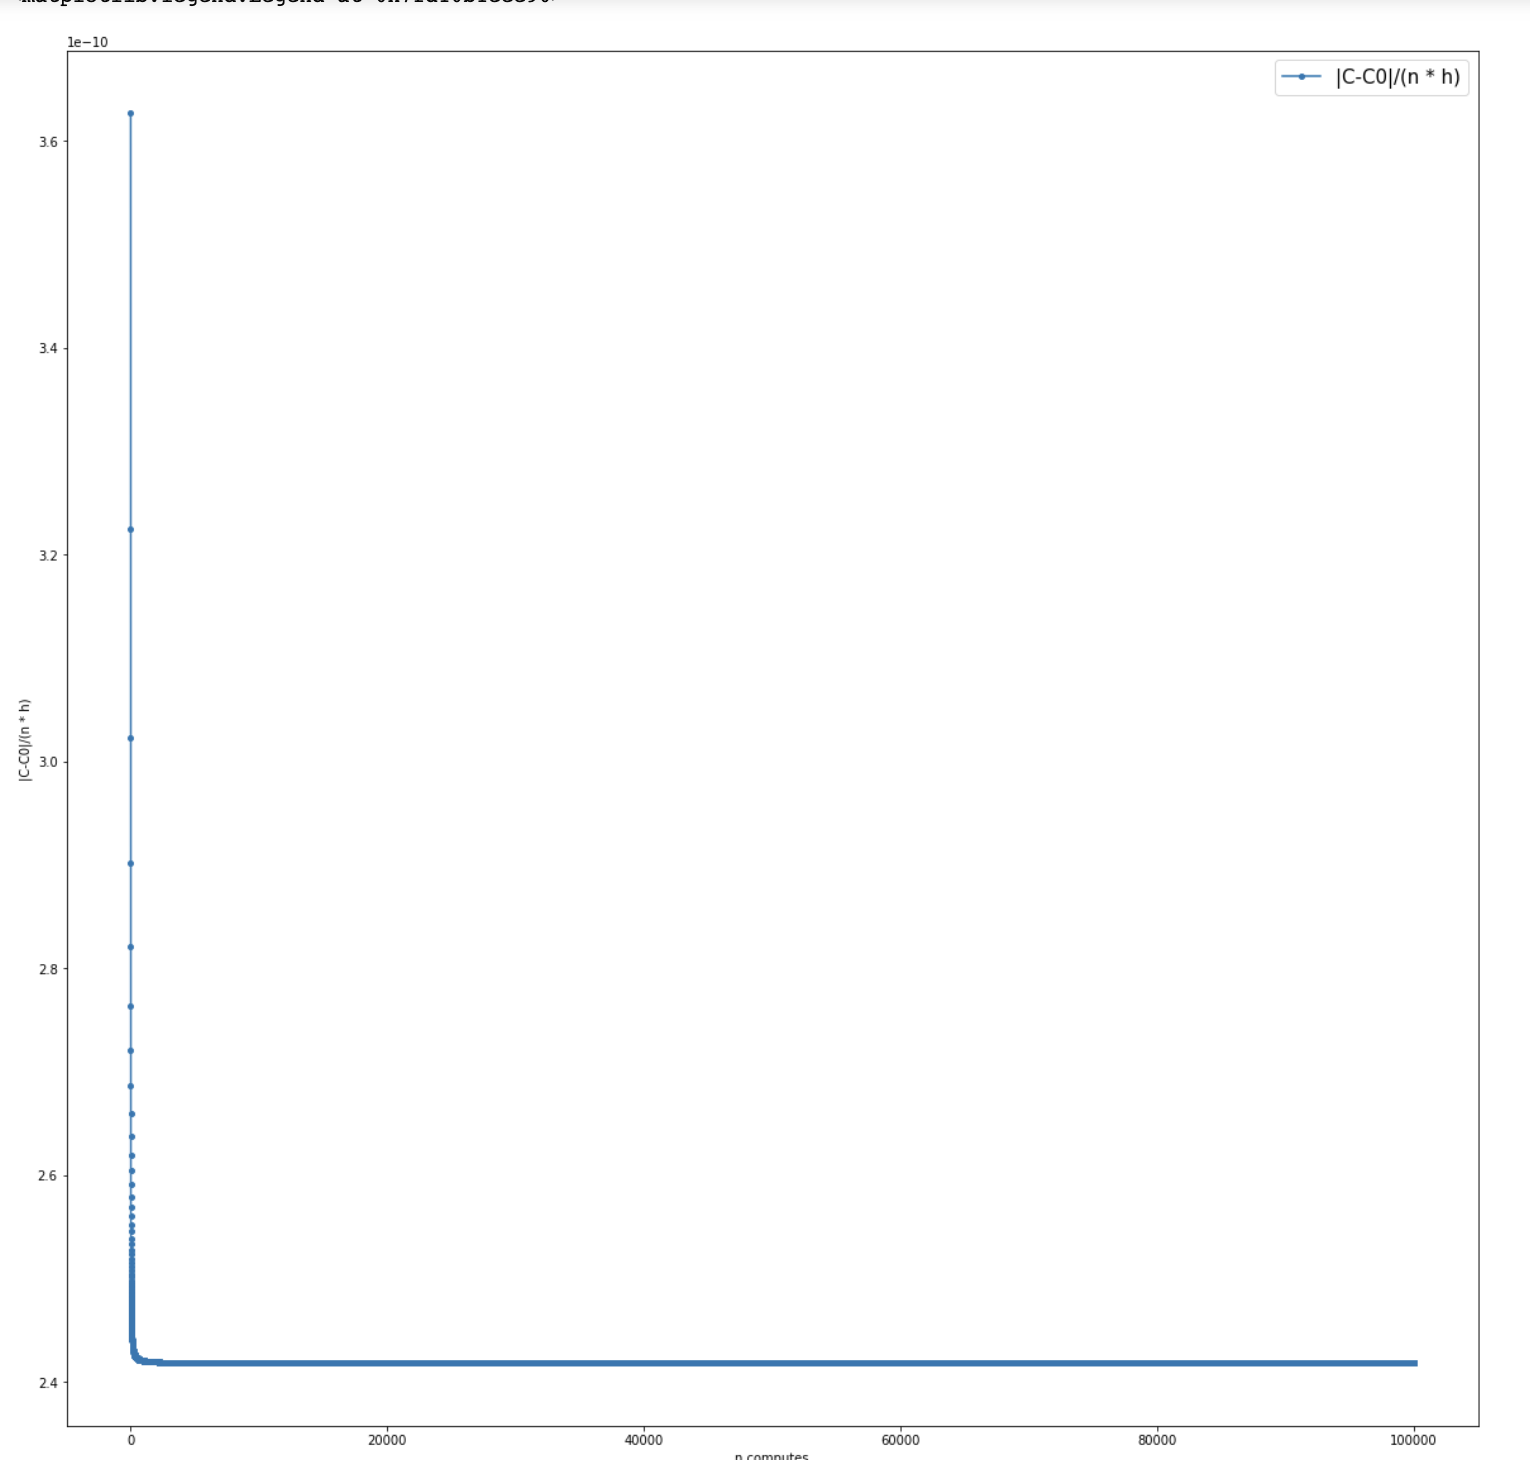 1e−10
|C-C0|/(n * h)
3.6
3.4
3.2
3.0
2.8
2.6
2.4
|C-C0|/(n * h)
0 20000 40000 60000 80000 100000
n computes